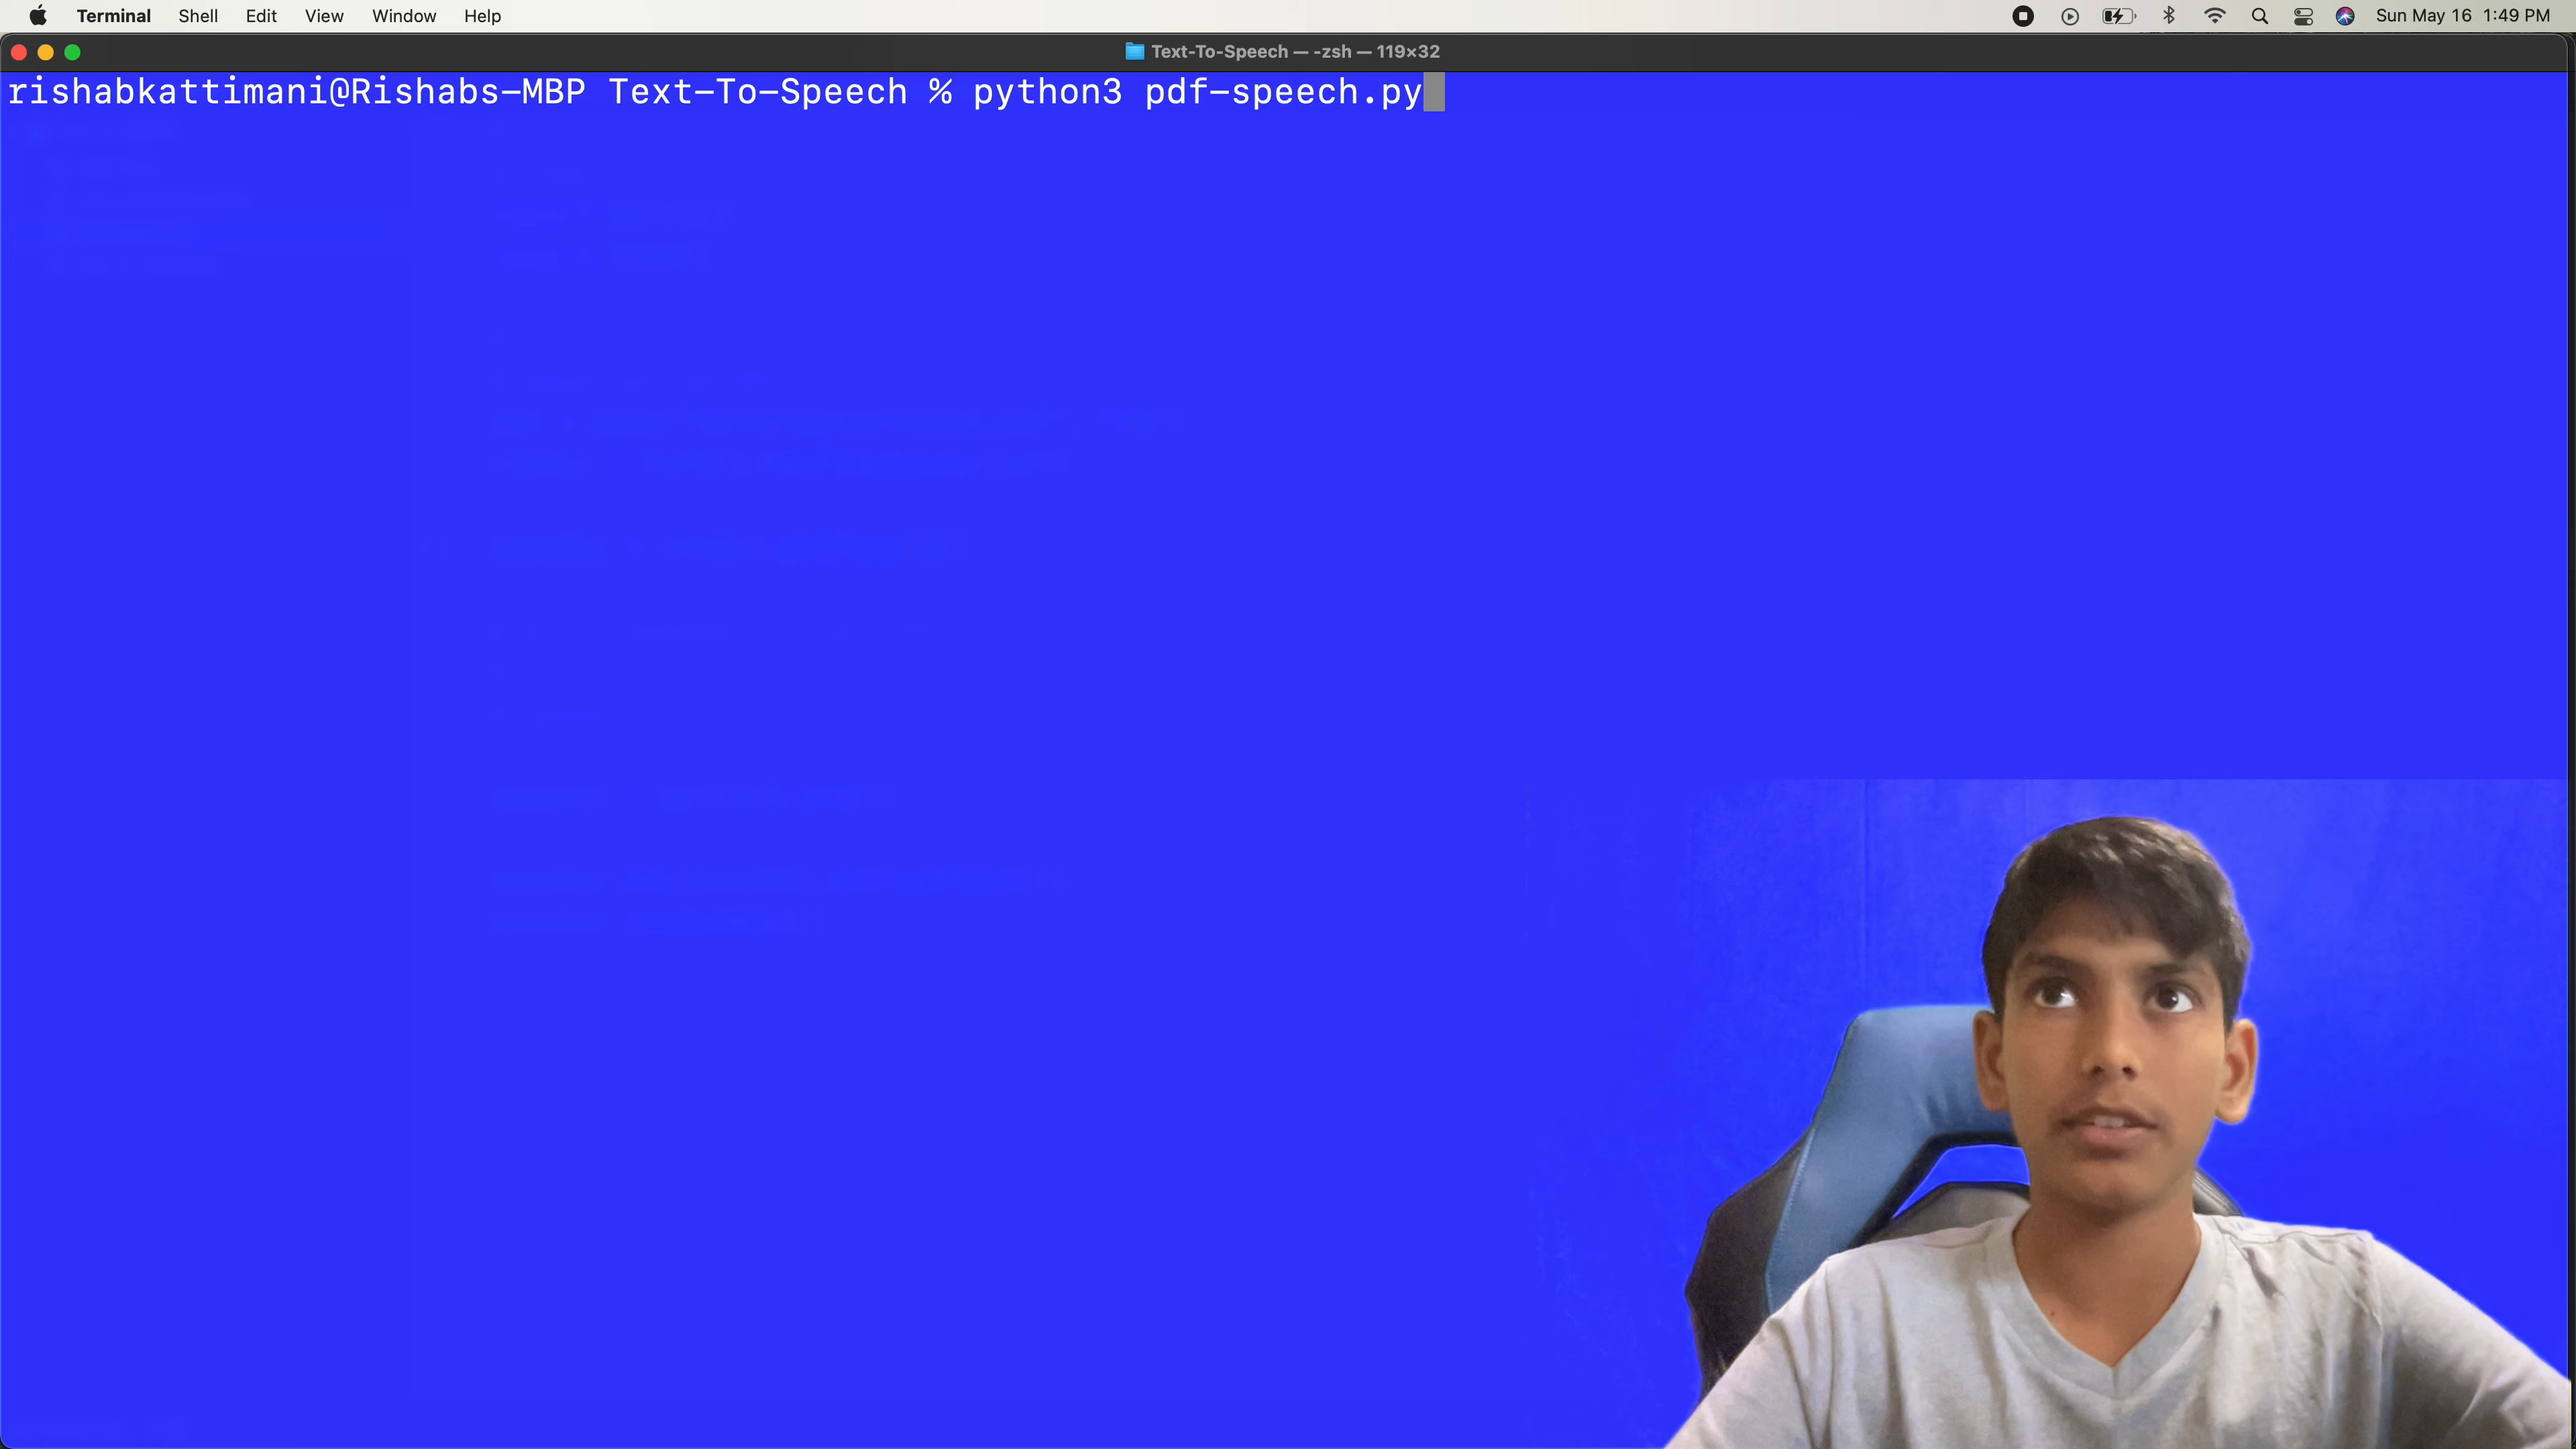 Terminal Shell Edit View Window Help Sun May 16 1:49 PM
Text-To-Speech — -zsh — 119×32
rishabkattimani@Rishabs-MBP Text-To-Speech % python3 pdf-speech.py